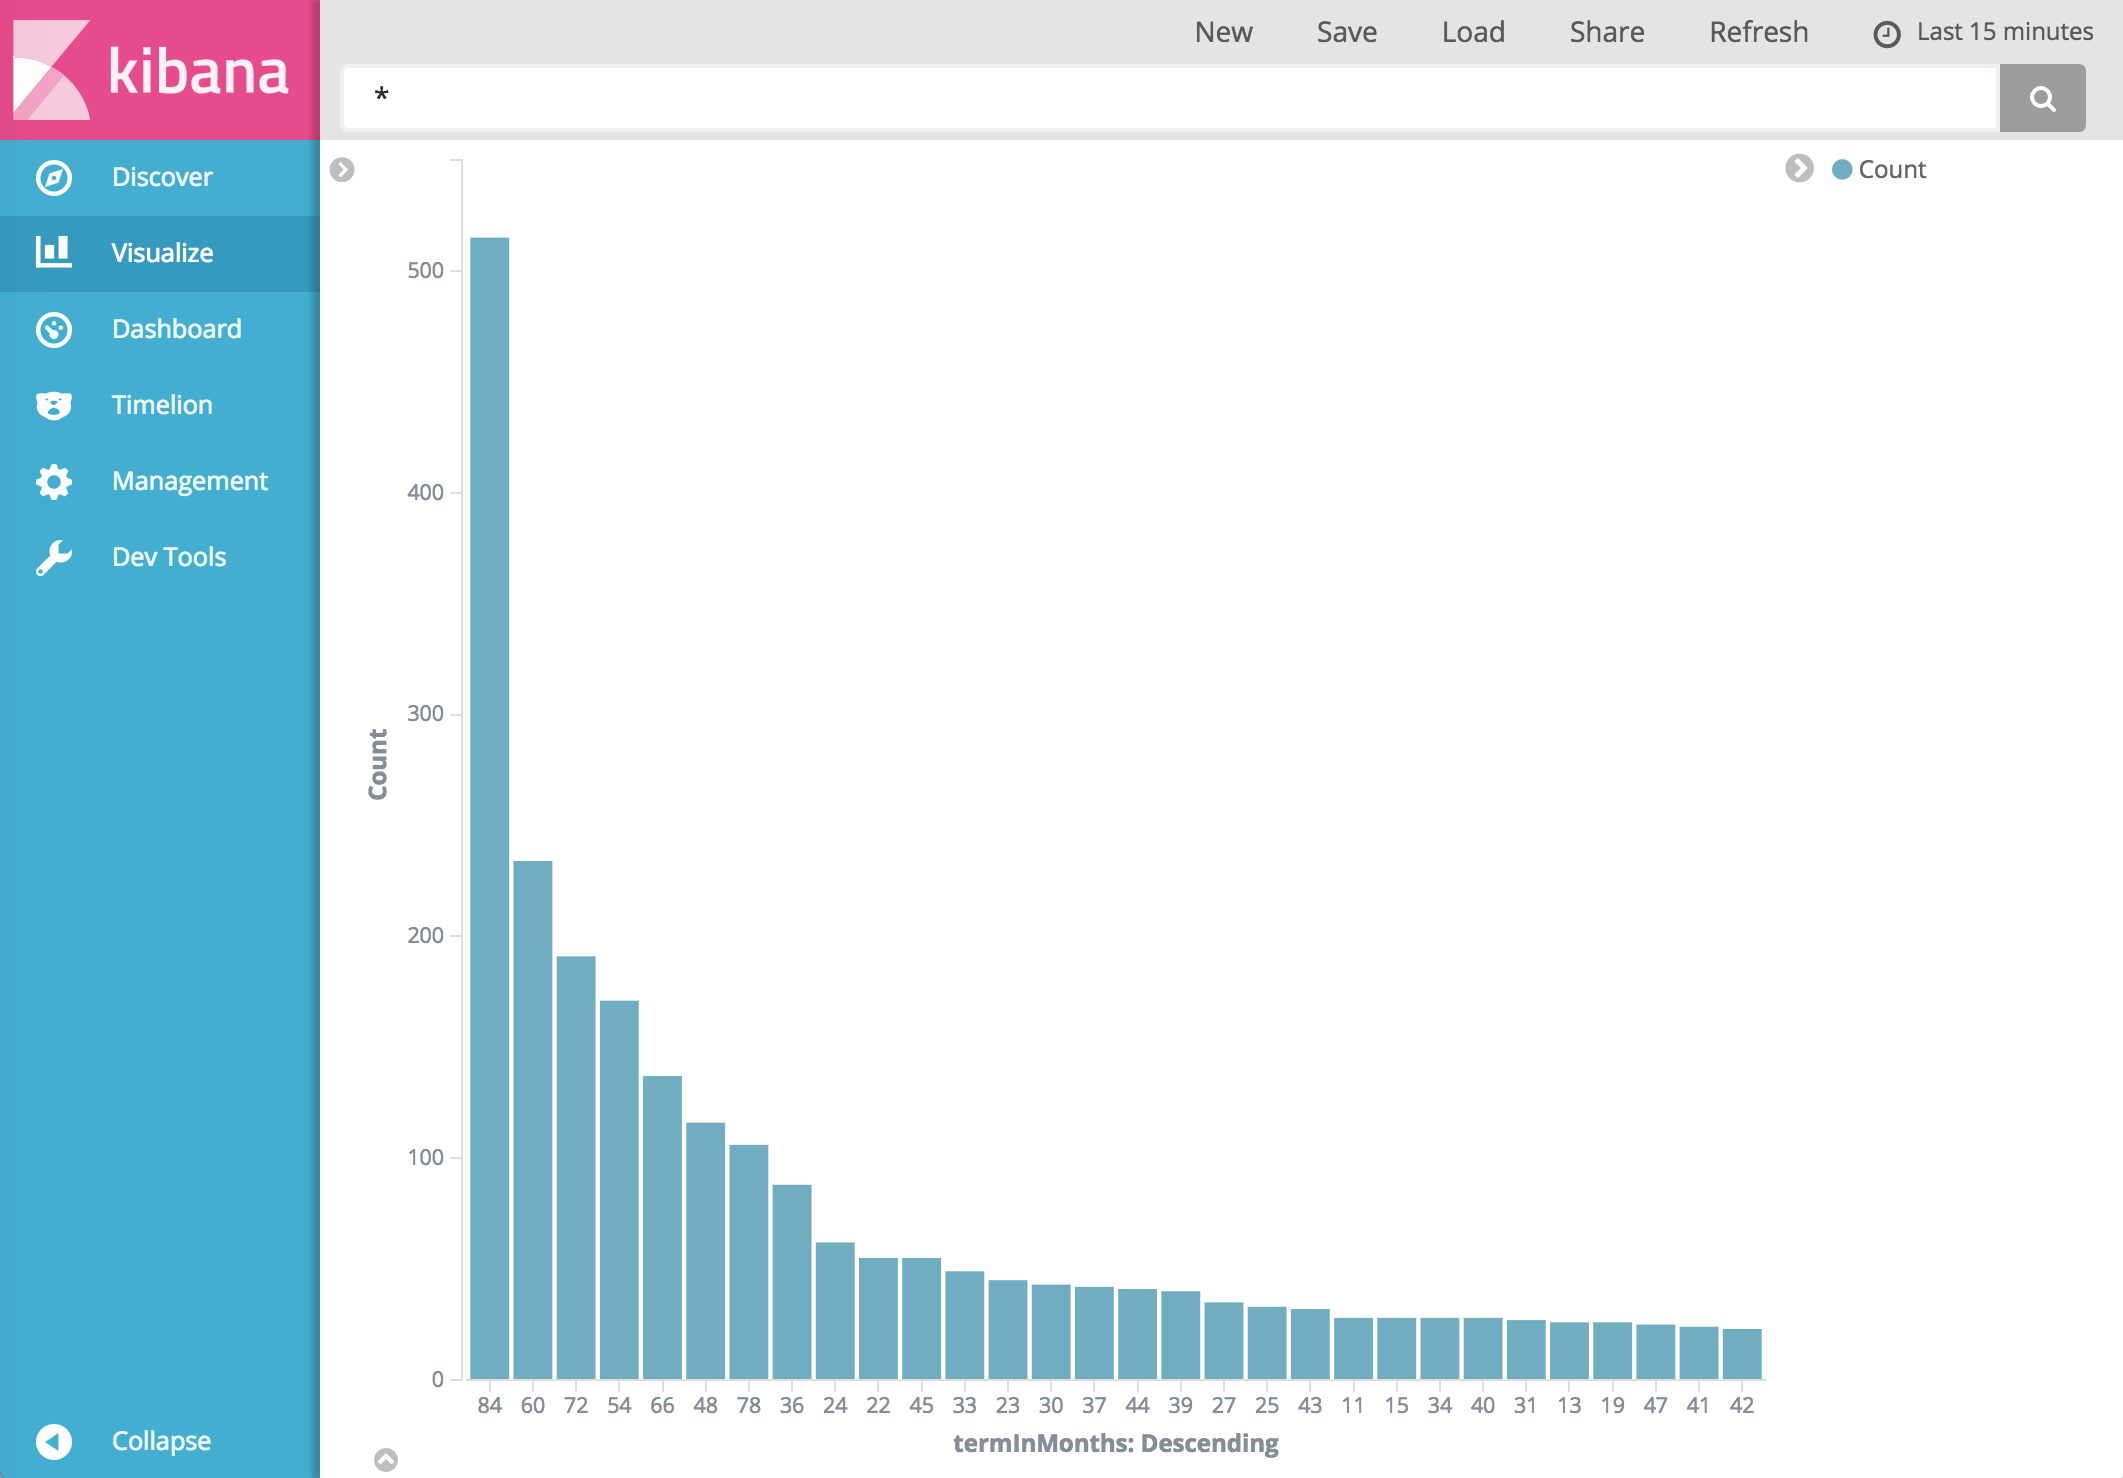 kibana
New Save Load Share Refresh Last 15 minutes
*
Discover
Visualize
Dashboard
Timelion
Management
Dev Tools
Collapse
Count
500
400
300
200
100
0
Count
84 60 72 54 66 48 78 36 24 22 45 33 23 30 37 44 39 27 25 43 11 15 34 40 31 13 19 47 41 42
termInMonths: Descending